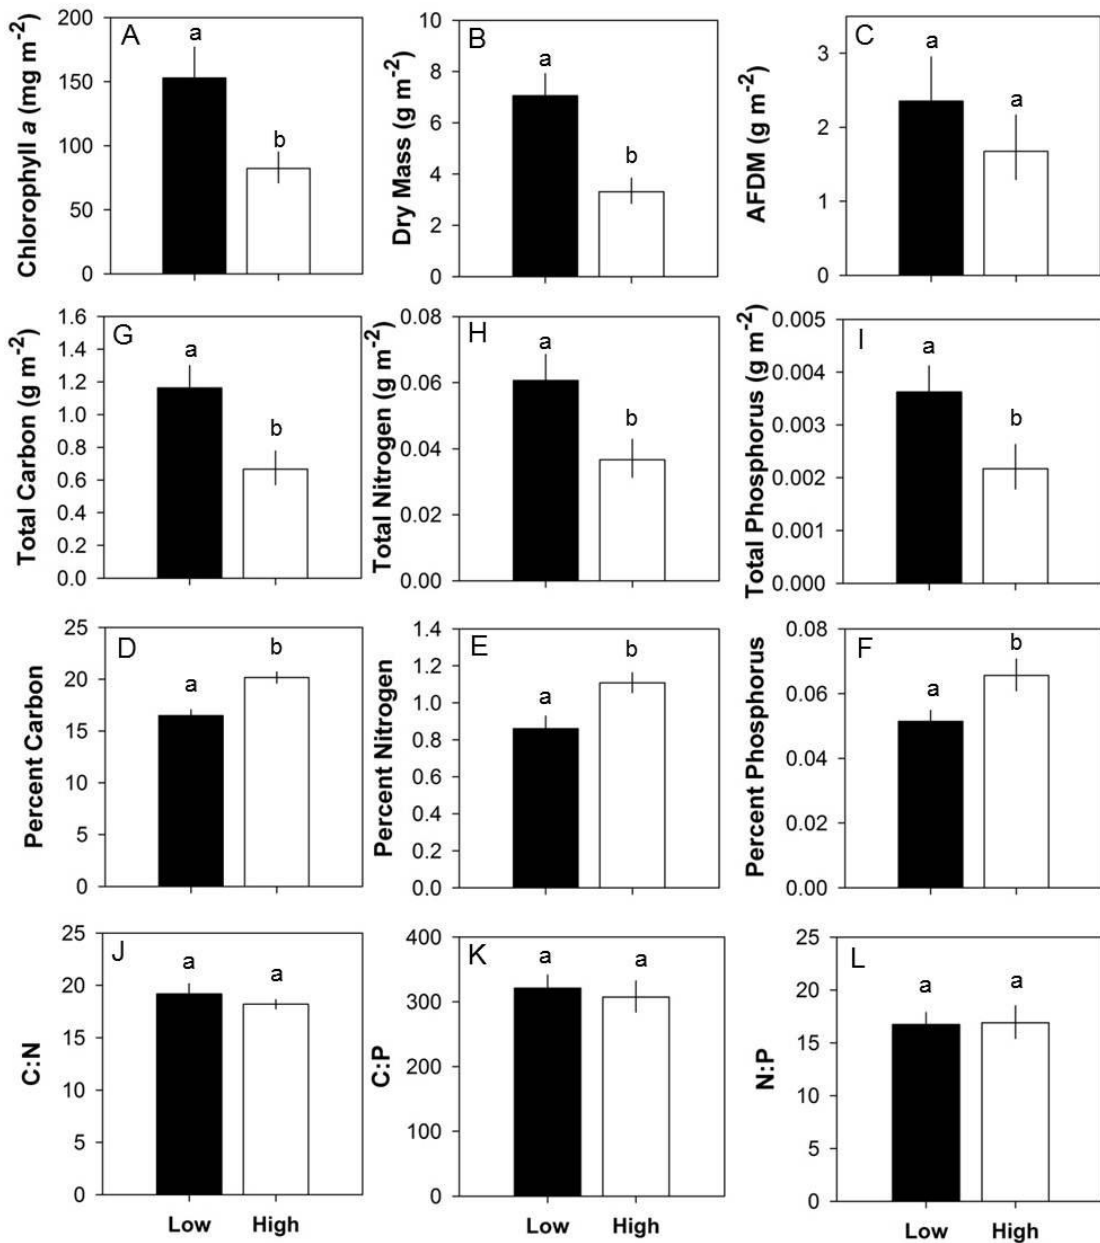 A
Chlorophyll a (mg m-2)
200
150
100
50
0
a
b
B
Dry Mass (g m-2)
10
8
6
4
2
0
a
b
C
AFDM (g m-2)
3
2
1
0
a
a
G
Total Carbon (g m-2)
1.6
1.4
1.2
1.0
0.8
0.6
0.4
0.2
0.0
a
b
H
Total Nitrogen (g m-2)
0.08
0.06
0.04
0.02
0.00
a
b
I
Total Phosphorus (g m-2)
0.005
0.004
0.003
0.002
0.001
0.000
a
b
D
Percent Carbon
25
20
15
10
5
0
a
b
E
Percent Nitrogen
1.4
1.2
1.0
0.8
0.6
0.4
0.2
0.0
a
b
F
Percent Phosphorus
0.08
0.06
0.04
0.02
0.00
a
b
J
C:N
25
20
15
10
5
0
a
a
Low High
K
C:P
400
300
200
100
0
a
a
Low High
L
N:P
25
20
15
10
5
0
a
a
Low High